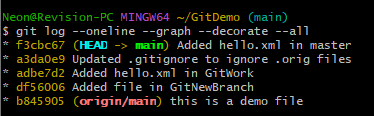 Neon@Revision-PC MINGW64 ~/GitDemo (main)
$ git log --oneline --graph --decorate --all
* f3cbc67 (HEAD -> main) Added hello.xml in master
* a3da0e9 Updated .gitignore to ignore .orig files
* adbe7d2 Added hello.xml in GitWork
* df56006 Added file in GitNewBranch
* b845905 (origin/main) this is a demo file